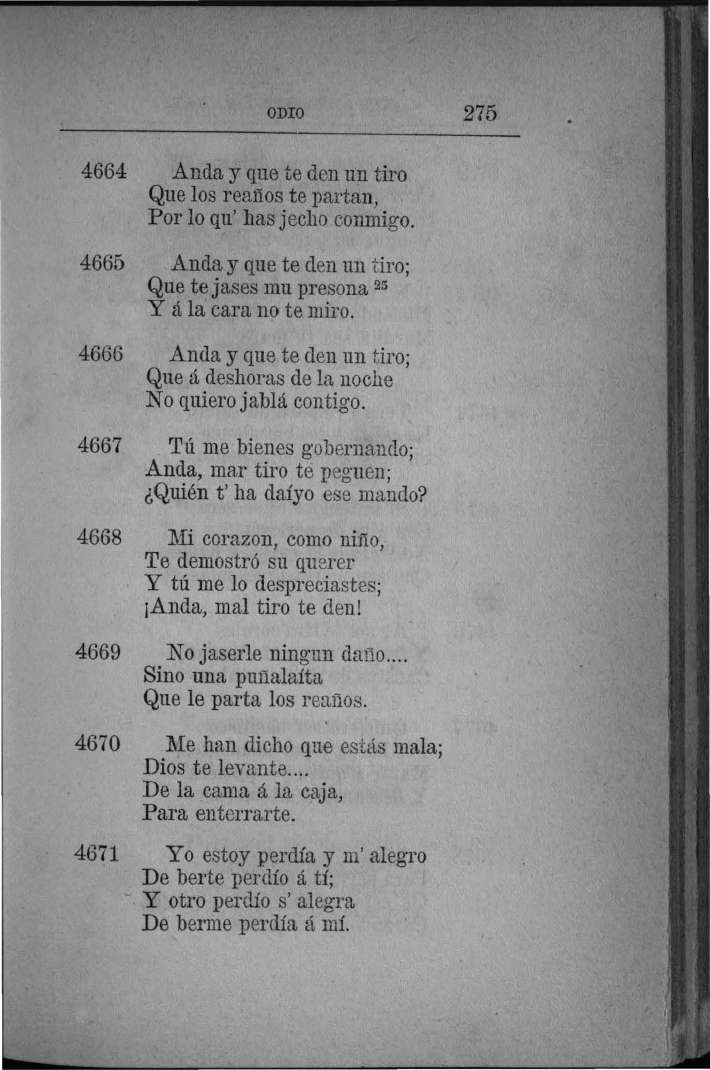 ODIO 275
4664 Anda y que te den un tiro
Que los reaños te partan,
Por lo qu' has jecho conmigo.
4665 Anda y que te den un tiro;
Que te jases mu presona 25
Y á la cara no te miro.
4666 Anda y que te den un tiro;
Que á deshoras de la noche
No quiero jablá contigo.
4667 Tú me bienes gobernando;
Anda, mar tiro te peguen;
¿Quién t' ha daíyo ese mando?
4668 Mi corazon, como niño,
Te demostró su querer
Y tú me lo despreciastes;
¡Anda, mal tiro te den!
4669 No jaserle ningun daño....
Sino una puñalaíta
Que le parta los reaños.
4670 Me han dicho que estás mala;
Dios te levante....
De la cama á la caja,
Para enterrarte.
4671 Yo estoy perdía y m' alegro
De berte perdío á tí;
Y otro perdío s' alegra
De berme perdía á mí.